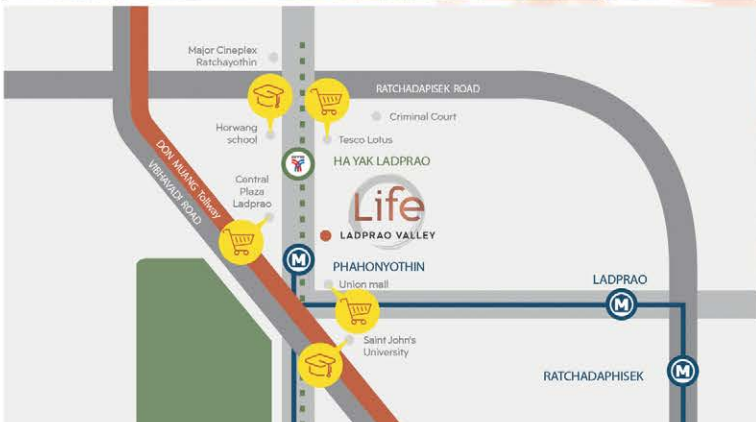 Major Cineplex
Ratchayothin
RATCHADAPISEK ROAD
Criminal Court
Horwang
school
Tesco Lotus
HA YAK LADPRAO
DON MUANG Tollway
VIBHAVADI ROAD
Central
Plaza
Ladprao
Life
LADPRAO VALLEY
M
PHAHONYOTHIN
Union mall
LADPRAO
M
Saint John's
University
RATCHADAPHISEK
M